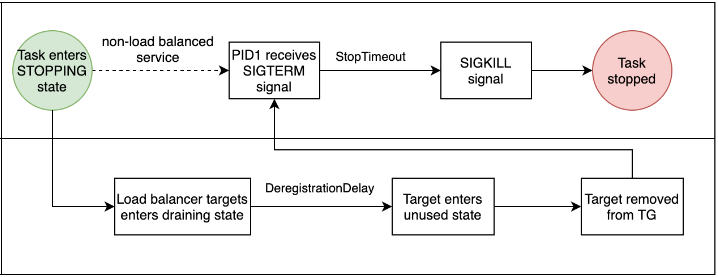 Task enters
STOPPING
state
non-load balanced
service
PID1 receives
SIGTERM
signal
StopTimeout
SIGKILL
signal
Task
stopped
Load balancer targets
enters draining state
DeregistrationDelay
Target enters
unused state
Target removed
from TG